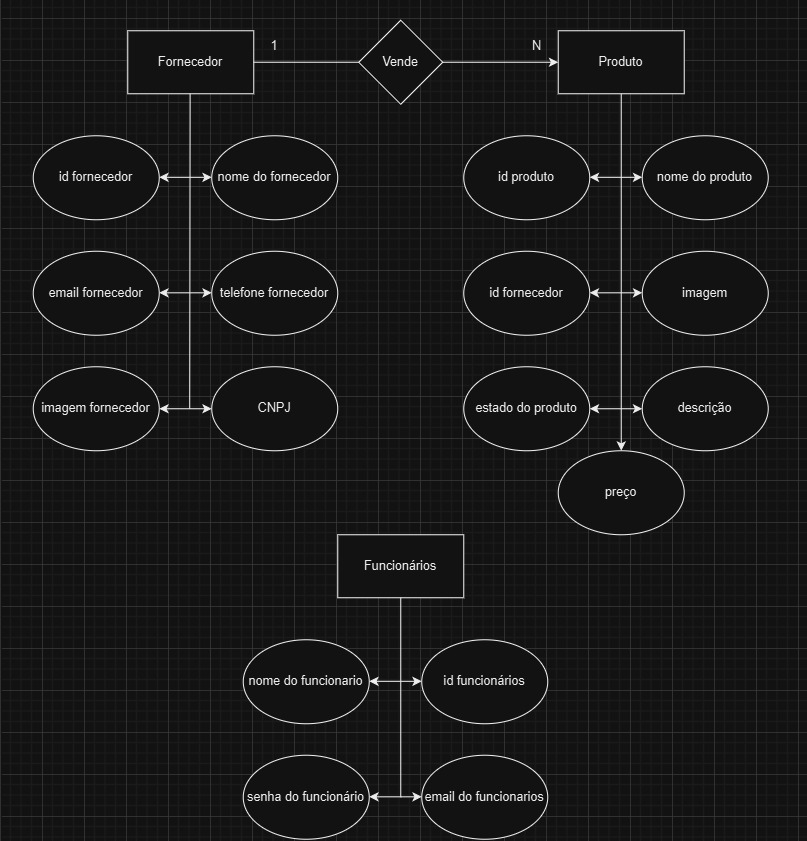 Fornecedor
1
Vende
N
Produto
id fornecedor
nome do fornecedor
id produto
nome do produto
email fornecedor
telefone fornecedor
id fornecedor
imagem
imagem fornecedor
CNPJ
estado do produto
descrição
preço
Funcionários
nome do funcionario
id funcionários
senha do funcionário
email do funcionarios